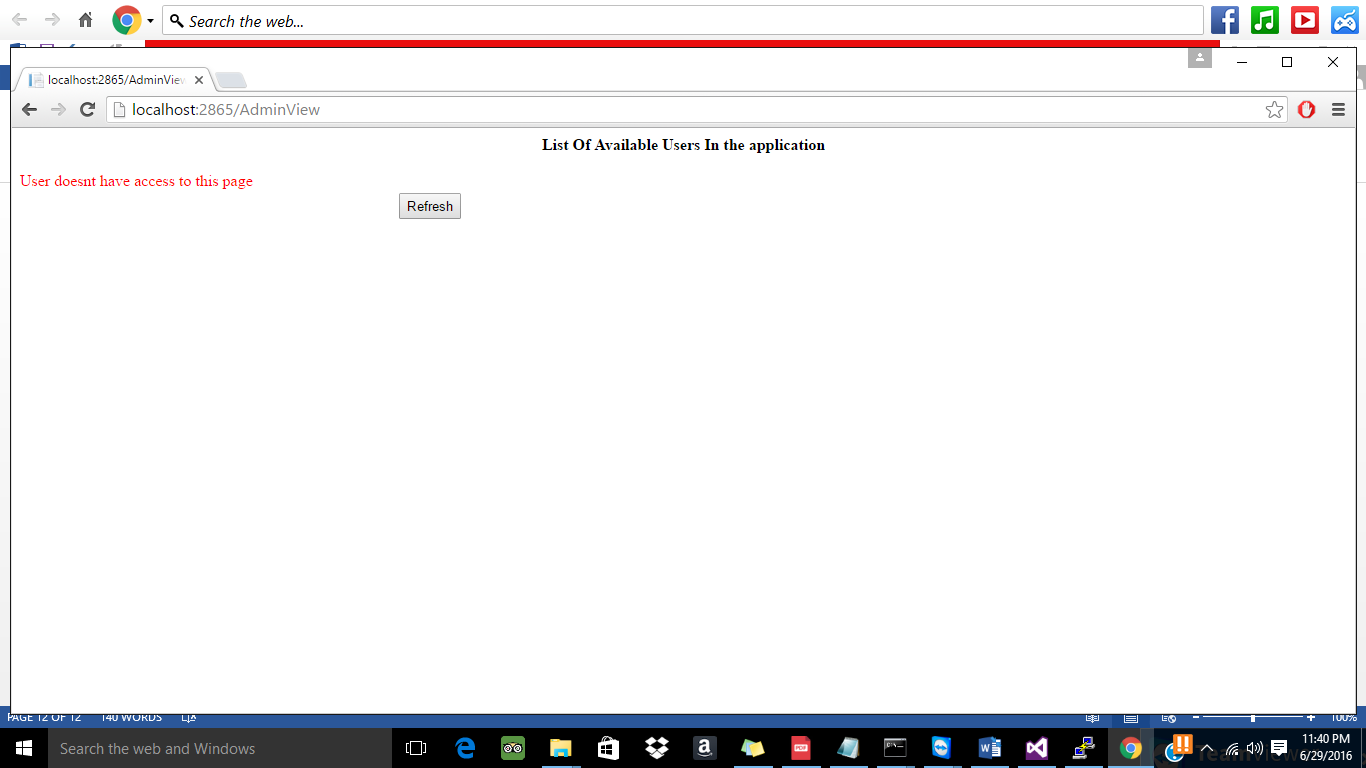 Search the web...
localhost:2865/AdminView
localhost:2865/AdminView
List Of Available Users In the application
User doesnt have access to this page
Refresh
PAGE 12 OF 12 140 WORDS 100%
Search the web and Windows
11:40 PM
6/29/2016